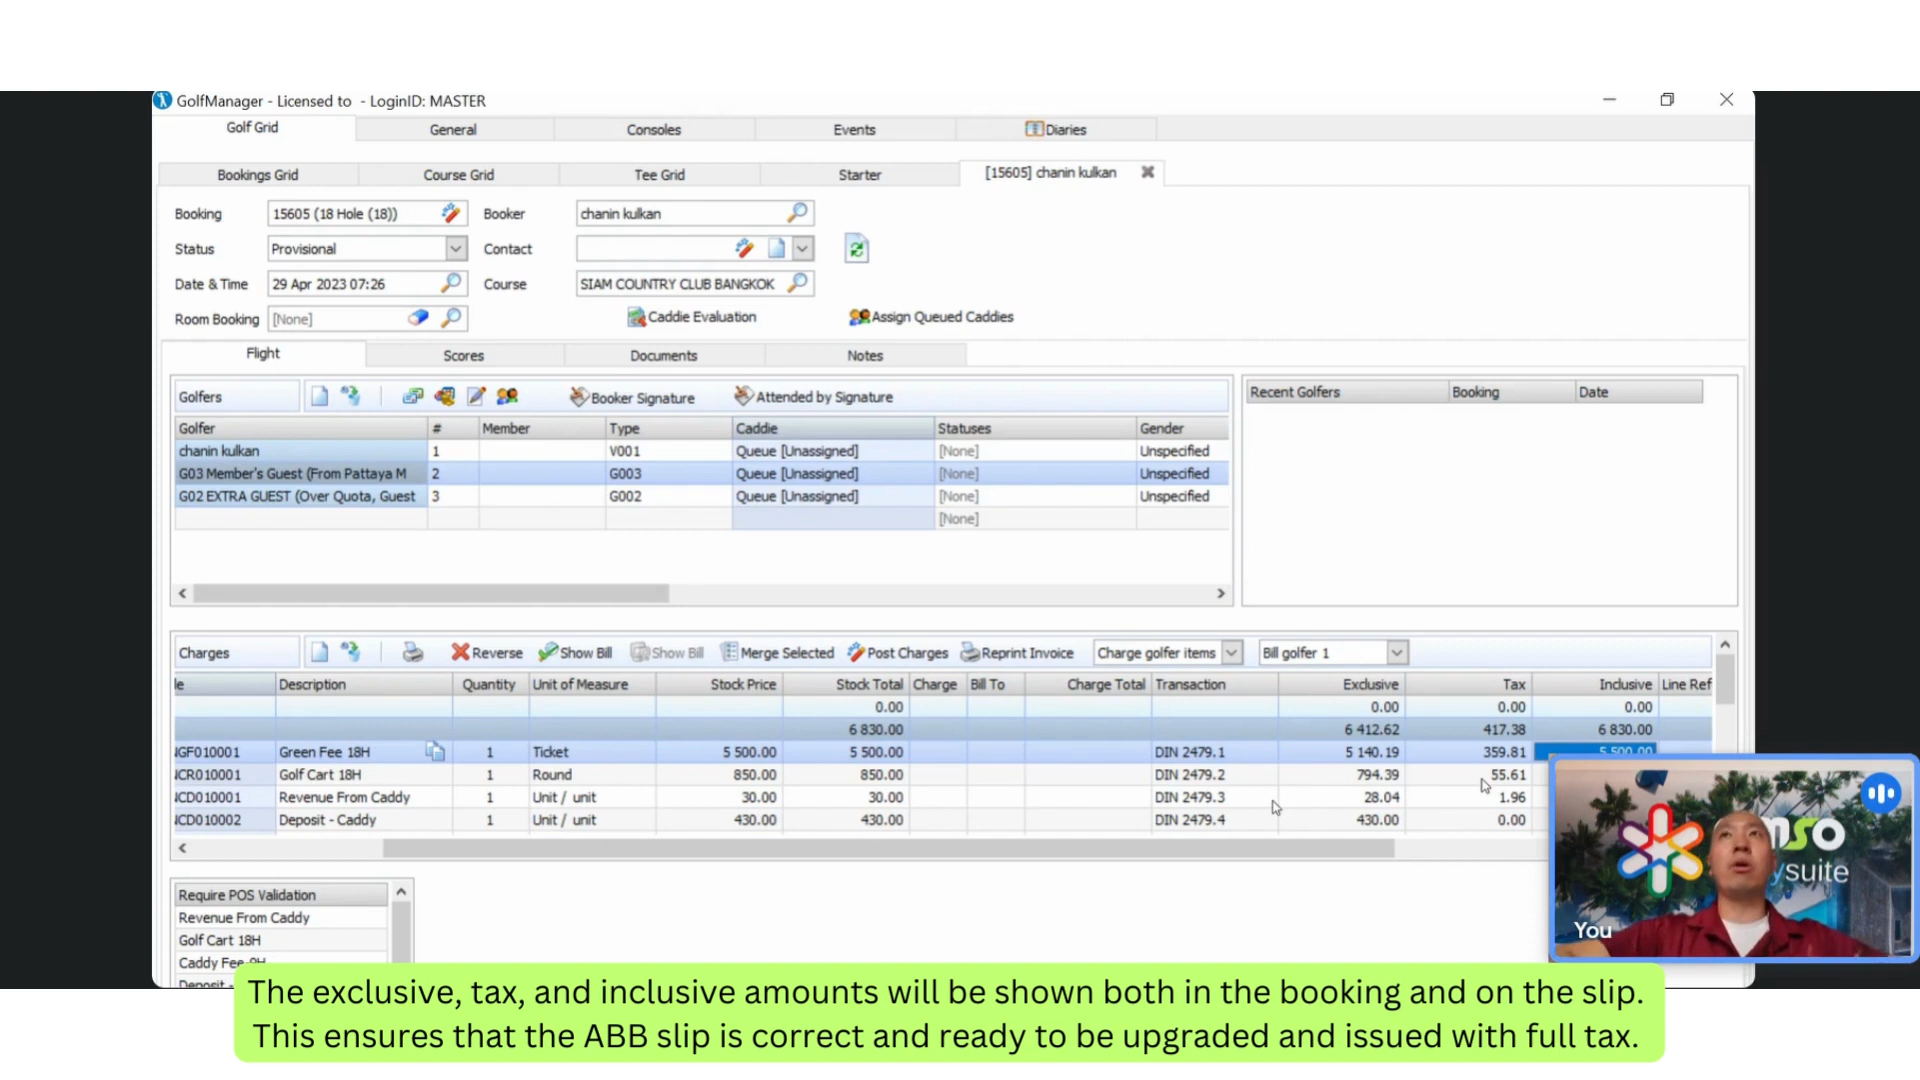 GolfManager - Licensed to - LoginID: MASTER
Golf Grid General Consoles Events Diaries
Bookings Grid Course Grid Tee Grid Starter [15605] chanin kulkan
Booking 15605 (18 Hole (18)) Booker chanin kulkan
Status Provisional Contact
Date & Time 29 Apr 2023 07:26 Course SIAM COUNTRY CLUB BANGKOK
Room Booking [None] Caddie Evaluation Assign Queued Caddies
Flight Scores Documents Notes
Golfers Booker Signature Attended by Signature
Recent Golfers Booking Date
Golfer # Member Type Caddie Statuses Gender
chanin kulkan 1 V001 Queue [Unassigned] [None] Unspecified
G03 Member's Guest (From Pattaya M 2 G003 Queue [Unassigned] [None] Unspecified
G02 EXTRA GUEST (Over Quota, Guest 3 G002 Queue [Unassigned] [None] Unspecified
[None]
Charges Reverse Show Bill Show Bill Merge Selected Post Charges Reprint Invoice Charge golfer items Bill golfer 1
le Description Quantity Unit of Measure Stock Price Stock Total Charge Bill To Charge Total Transaction Exclusive Tax Inclusive Line Ref
0.00 0.00 0.00 0.00
6 830.00 6 412.62 417.38 6 830.00
GF010001 Green Fee 18H 1 Ticket 5 500.00 5 500.00 DIN 2479.1 5 140.19 359.81 5 500.00
CR010001 Golf Cart 18H 1 Round 850.00 850.00 DIN 2479.2 794.39 55.61
CD010001 Revenue From Caddy 1 Unit / unit 30.00 30.00 DIN 2479.3 28.04 1.96
CD010002 Deposit - Caddy 1 Unit / unit 430.00 430.00 DIN 2479.4 430.00 0.00
Require POS Validation
Revenue From Caddy
Golf Cart 18H
Caddy Fee 9H
Deposit -
nso
ysuite
You
The exclusive, tax, and inclusive amounts will be shown both in the booking and on the slip.
This ensures that the ABB slip is correct and ready to be upgraded and issued with full tax.